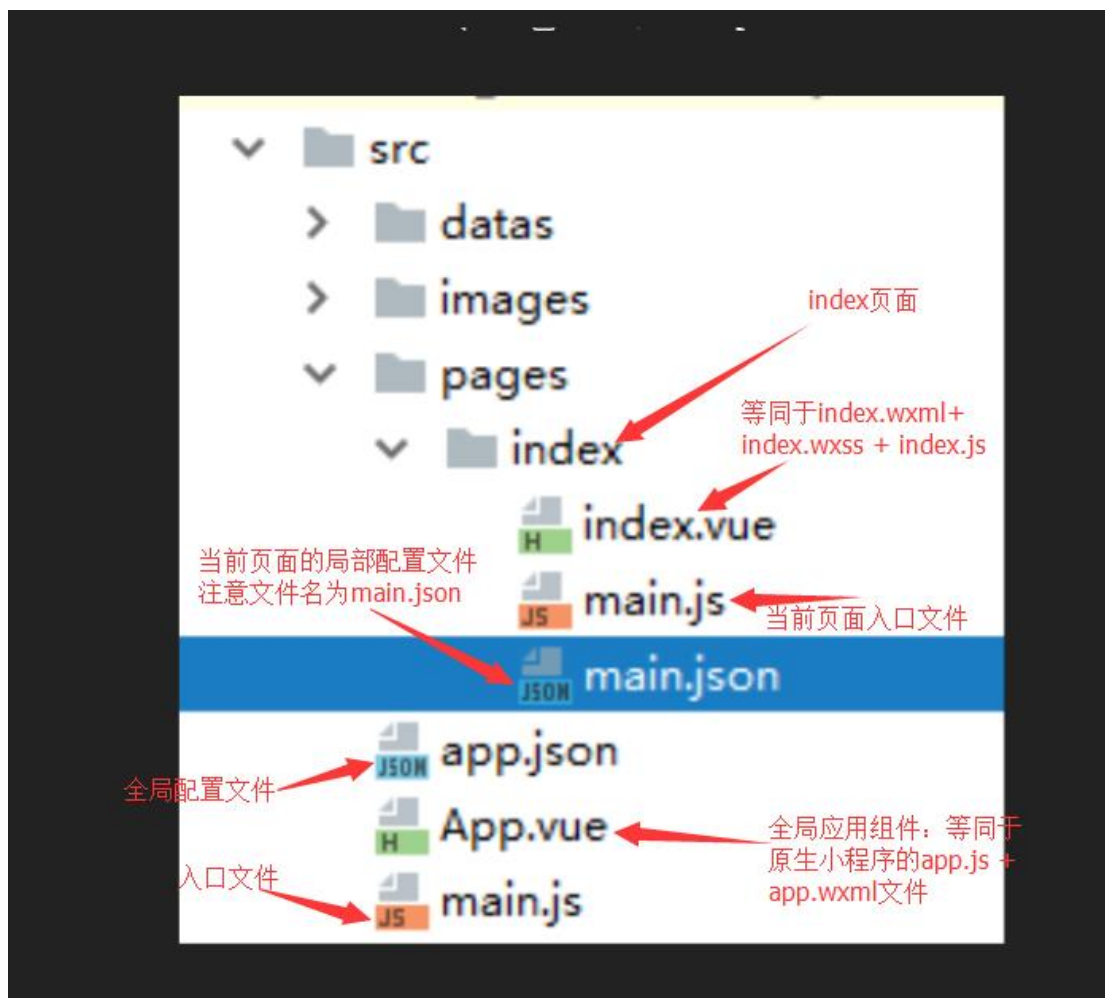 src
datas
images
index页面
pages
等同于index.wxml+
index.wxss + index.js
index
H
index.vue
当前页面的局部配置文件
注意文件名为main.json
JS
main.js
当前页面入口文件
JSON
main.json
JSON
app.json
全局配置文件
H
App.vue
全局应用组件：等同于
原生小程序的app.js +
app.wxml文件
入口文件
JS
main.js